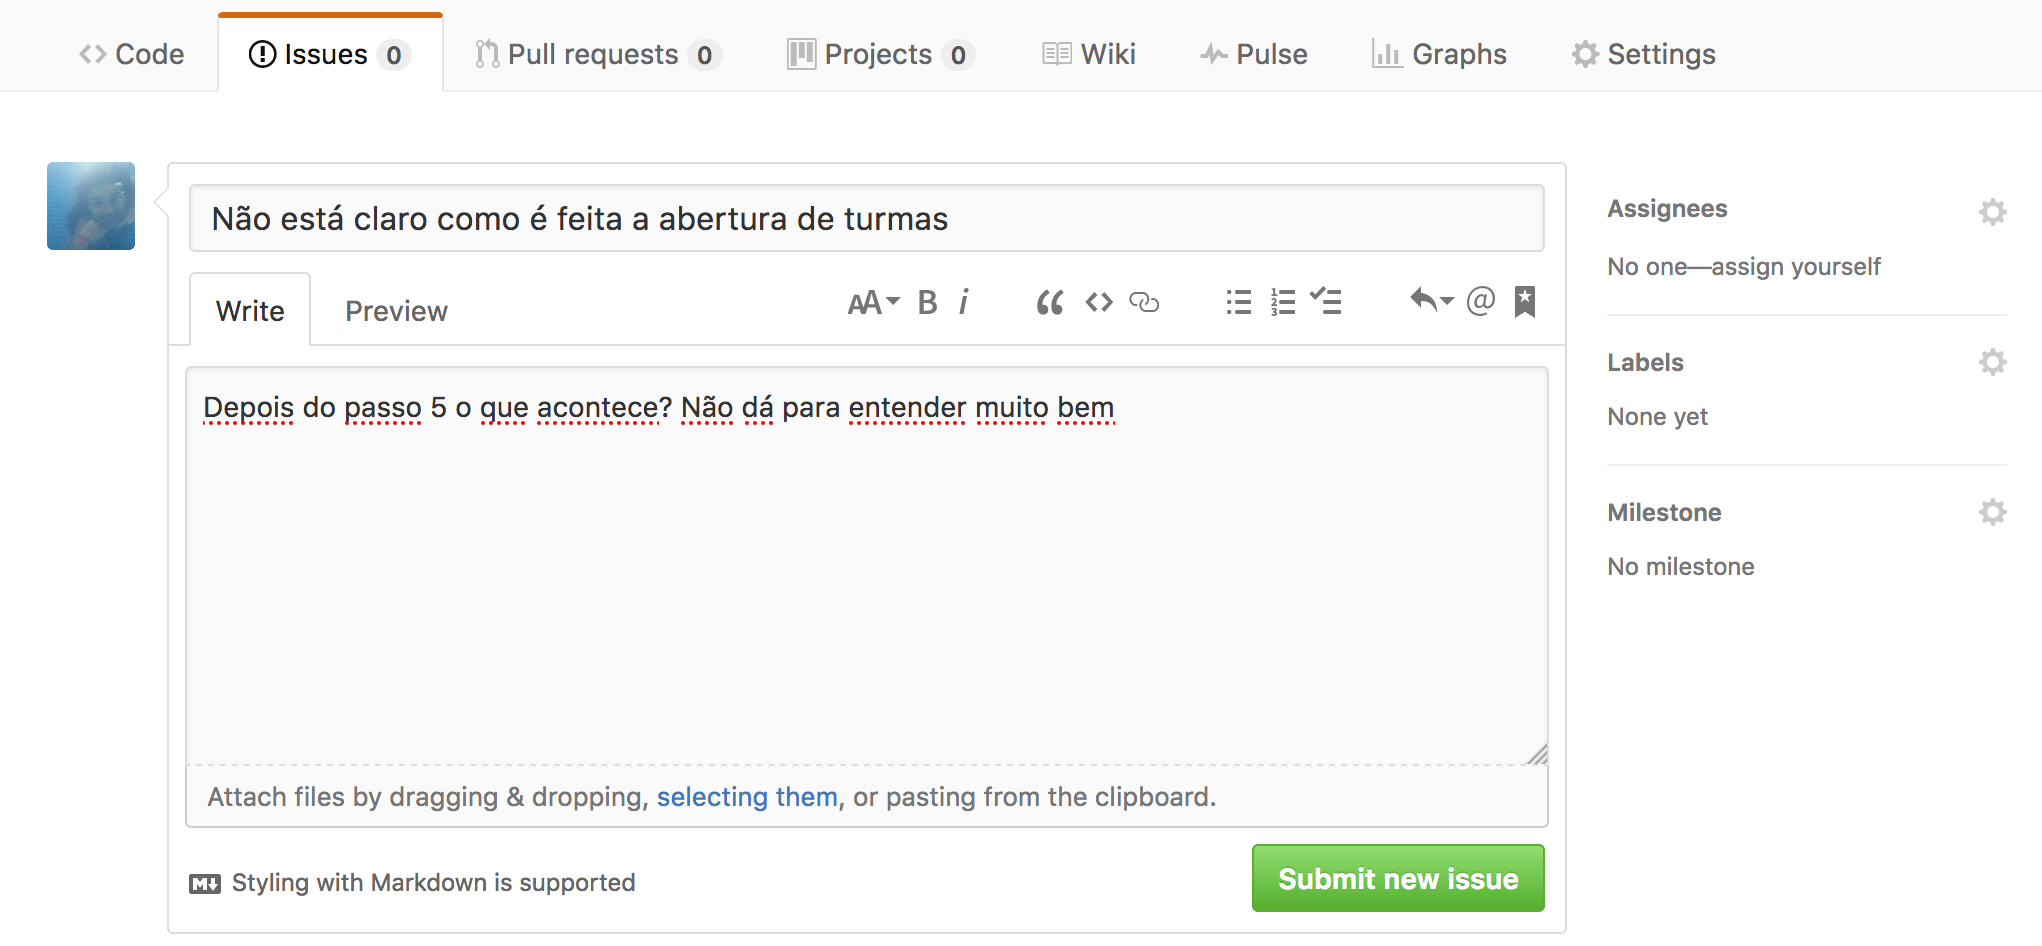 Code Issues 0 Pull requests 0 Projects 0 Wiki Pulse Graphs Settings
Não está claro como é feita a abertura de turmas
Write Preview AA B i
Depois do passo 5 o que acontece? Não dá para entender muito bem
Attach files by dragging & dropping, selecting them, or pasting from the clipboard.
Styling with Markdown is supported
Submit new issue
Assignees
No one—assign yourself
Labels
None yet
Milestone
No milestone